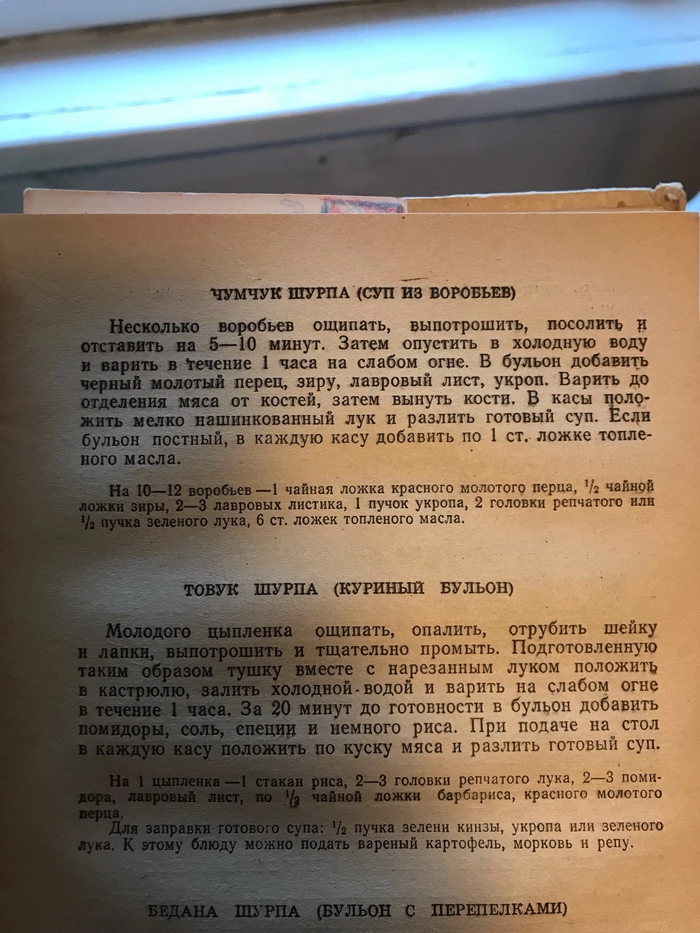 ЧУМЧУК ШУРПА (СУП ИЗ ВОРОБЬЕВ)
Несколько воробьев ощипать, выпотрошить, посолить и
отставить на 5—10 минут. Затем опустить в холодную воду
и варить в течение 1 часа на слабом огне. В бульон добавить
черный молотый перец, зиру, лавровый лист, укроп. Варить до
отделения мяса от костей, затем вынуть кости. В касы поло-
жить мелко нашинкованный лук и разлить готовый суп. Если
бульон постный, в каждую касу добавить по 1 ст. ложке топле-
ного масла.
На 10—12 воробьев—1 чайная ложка красного молотого перца, ½ чайной
ложки зиры, 2—3 лавровых листика, 1 пучок укропа, 2 головки репчатого или
½ пучка зеленого лука, 6 ст. ложек топленого масла.
ТОВУК ШУРПА (КУРИНЫЙ БУЛЬОН)
Молодого цыпленка ощипать, опалить, отрубить шейку
и лапки, выпотрошить и тщательно промыть. Подготовленную
таким образом тушку вместе с нарезанным луком положить
в кастрюлю, залить холодной водой и варить на слабом огне
в течение 1 часа. За 20 минут до готовности в бульон добавить
помидоры, соль, специи и немного риса. При подаче на стол
в каждую касу положить по куску мяса и разлить готовый суп.
На 1 цыпленка—1 стакан риса, 2—3 головки репчатого лука, 2—3 поми-
дора, лавровый лист, по ⅓ чайной ложки барбариса, красного молотого
перца.
Для заправки готового супа: ½ пучка зелени кинзы, укропа или зеленого
лука. К этому блюду можно подать вареный картофель, морковь и репу.
БЕДАНА ШУРПА (БУЛЬОН С ПЕРЕПЕЛКАМИ)